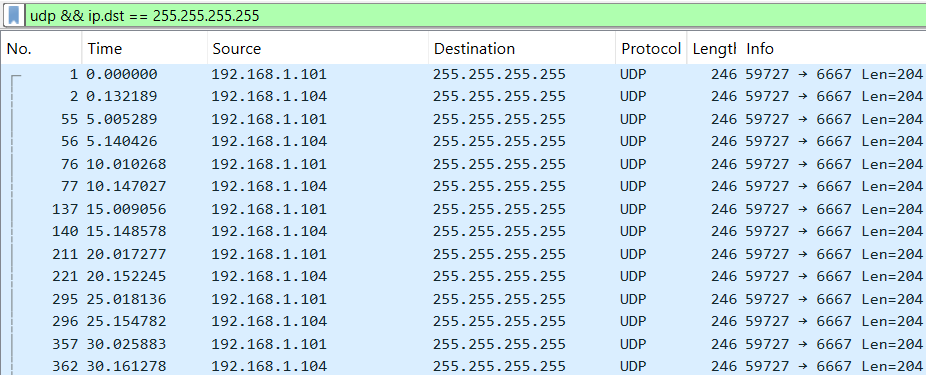 udp && ip.dst == 255.255.255.255
No. Time Source Destination Protocol Lengtl Info
1 0.000000 192.168.1.101 255.255.255.255 UDP 246 59727 → 6667 Len=204
2 0.132189 192.168.1.104 255.255.255.255 UDP 246 59727 → 6667 Len=204
55 5.005289 192.168.1.101 255.255.255.255 UDP 246 59727 → 6667 Len=204
56 5.140426 192.168.1.104 255.255.255.255 UDP 246 59727 → 6667 Len=204
76 10.010268 192.168.1.101 255.255.255.255 UDP 246 59727 → 6667 Len=204
77 10.147027 192.168.1.104 255.255.255.255 UDP 246 59727 → 6667 Len=204
137 15.009056 192.168.1.101 255.255.255.255 UDP 246 59727 → 6667 Len=204
140 15.148578 192.168.1.104 255.255.255.255 UDP 246 59727 → 6667 Len=204
211 20.017277 192.168.1.101 255.255.255.255 UDP 246 59727 → 6667 Len=204
221 20.152245 192.168.1.104 255.255.255.255 UDP 246 59727 → 6667 Len=204
295 25.018136 192.168.1.101 255.255.255.255 UDP 246 59727 → 6667 Len=204
296 25.154782 192.168.1.104 255.255.255.255 UDP 246 59727 → 6667 Len=204
357 30.025883 192.168.1.101 255.255.255.255 UDP 246 59727 → 6667 Len=204
362 30.161278 192.168.1.104 255.255.255.255 UDP 246 59727 → 6667 Len=204